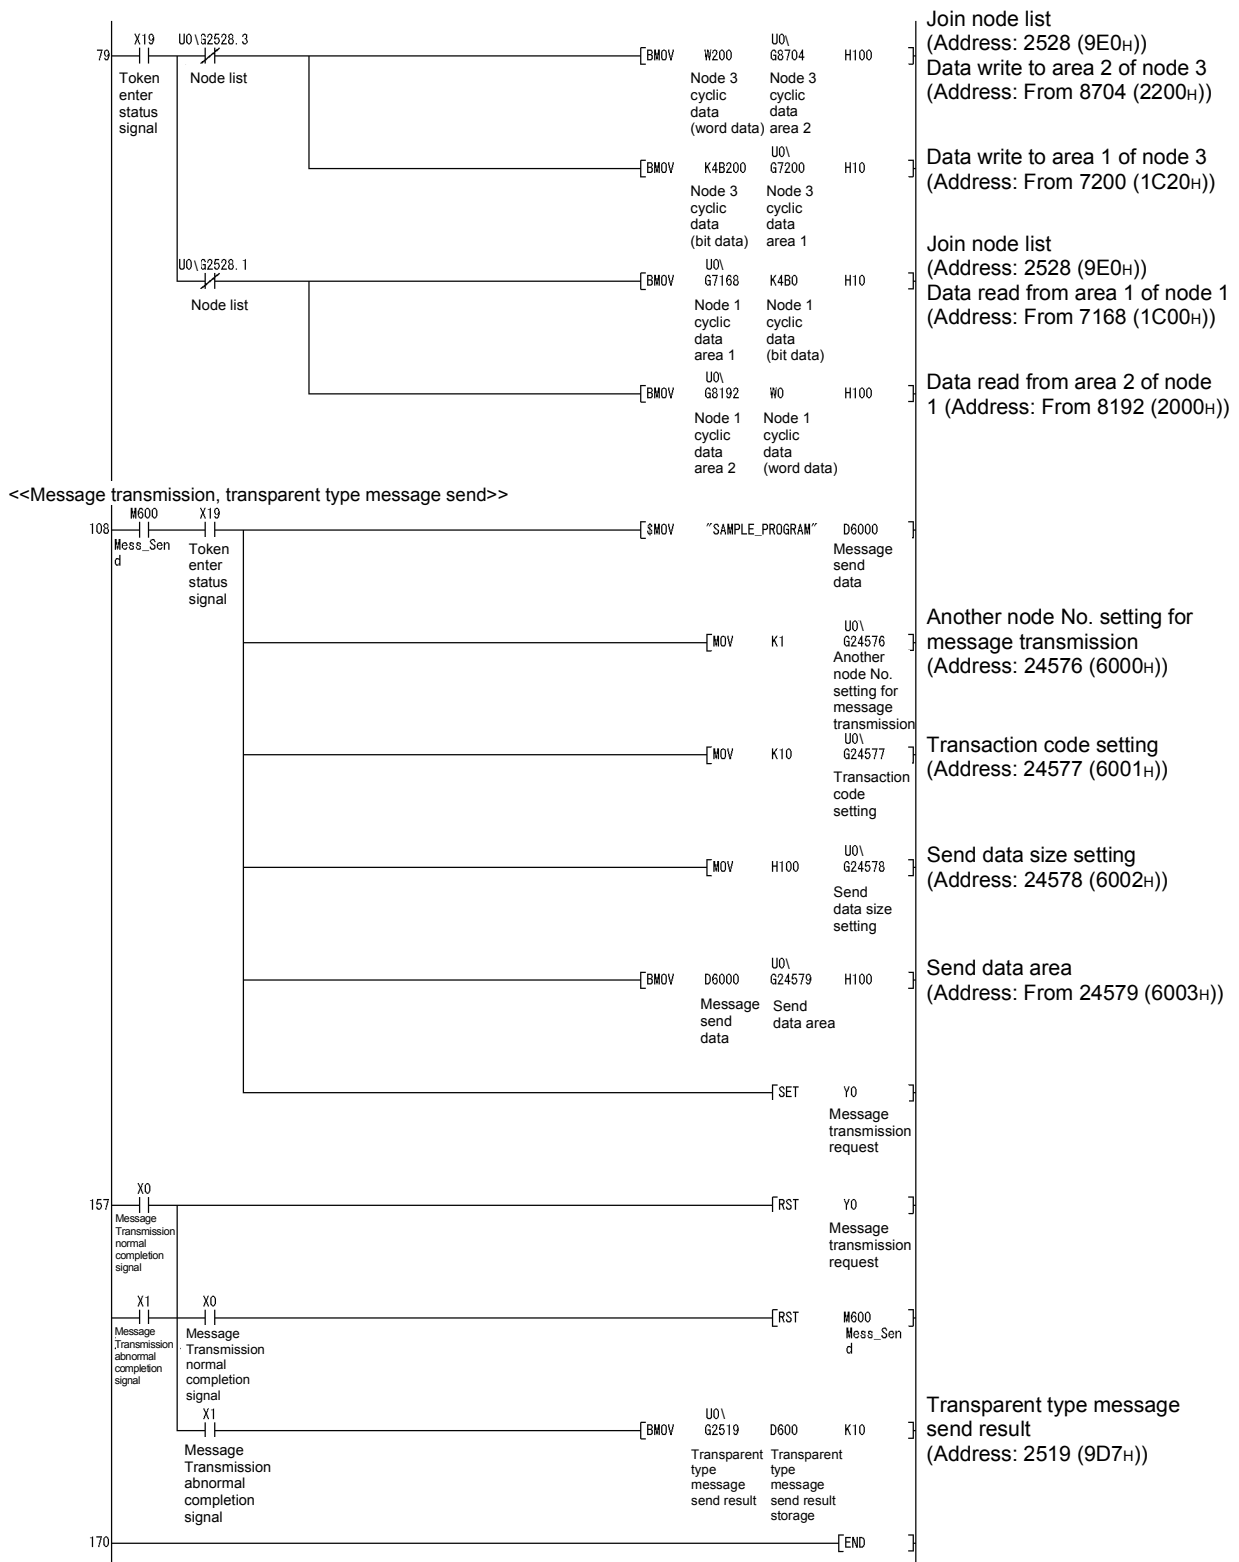 Join node list
(Address: 2528 (9E0H))
Data write to area 2 of node 3
(Address: From 8704 (2200H))
X19 U0\G2528.3 U0\
79 BMOV W200 G8704 H100
Token enter status signal
Node list
Node 3 cyclic data (word data)
Node 3 cyclic data area 2
Data write to area 1 of node 3
(Address: From 7200 (1C20H))
U0\
BMOV K4B200 G7200 H10
Node 3 cyclic data (bit data)
Node 3 cyclic data area 1
Join node list
(Address: 2528 (9E0H))
Data read from area 1 of node 1
(Address: From 7168 (1C00H))
U0\G2528.1 U0\
BMOV G7168 K4B0 H10
Node list
Node 1 cyclic data area 1
Node 1 cyclic data (bit data)
Data read from area 2 of node
1 (Address: From 8192 (2000H))
U0\
BMOV G8192 W0 H100
Node 1 cyclic data area 2
Node 1 cyclic data (word data)
<<Message transmission, transparent type message send>>
M600 X19
108 $MOV "SAMPLE_PROGRAM" D6000
Mess_Sen
d
Token enter status signal
Message send data
Another node No. setting for
message transmission
(Address: 24576 (6000H))
U0\
MOV K1 G24576
Another node No. setting for message transmission
Transaction code setting
(Address: 24577 (6001H))
U0\
MOV K10 G24577
Transaction code setting
Send data size setting
(Address: 24578 (6002H))
U0\
MOV H100 G24578
Send data size setting
Send data area
(Address: From 24579 (6003H))
U0\
BMOV D6000 G24579 H100
Message send data
Send data area
SET Y0
Message transmission request
X0
157 RST Y0
Message Transmission normal completion signal
Message transmission request
X1 X0
RST M600
Message Transmission abnormal completion signal
Message Transmission normal completion signal
Mess_Sen
d
Transparent type message
send result
(Address: 2519 (9D7H))
X1 U0\
BMOV G2519 D600 K10
Message Transmission abnormal completion signal
Transparent type message send result
Transparent type message send result storage
170 END